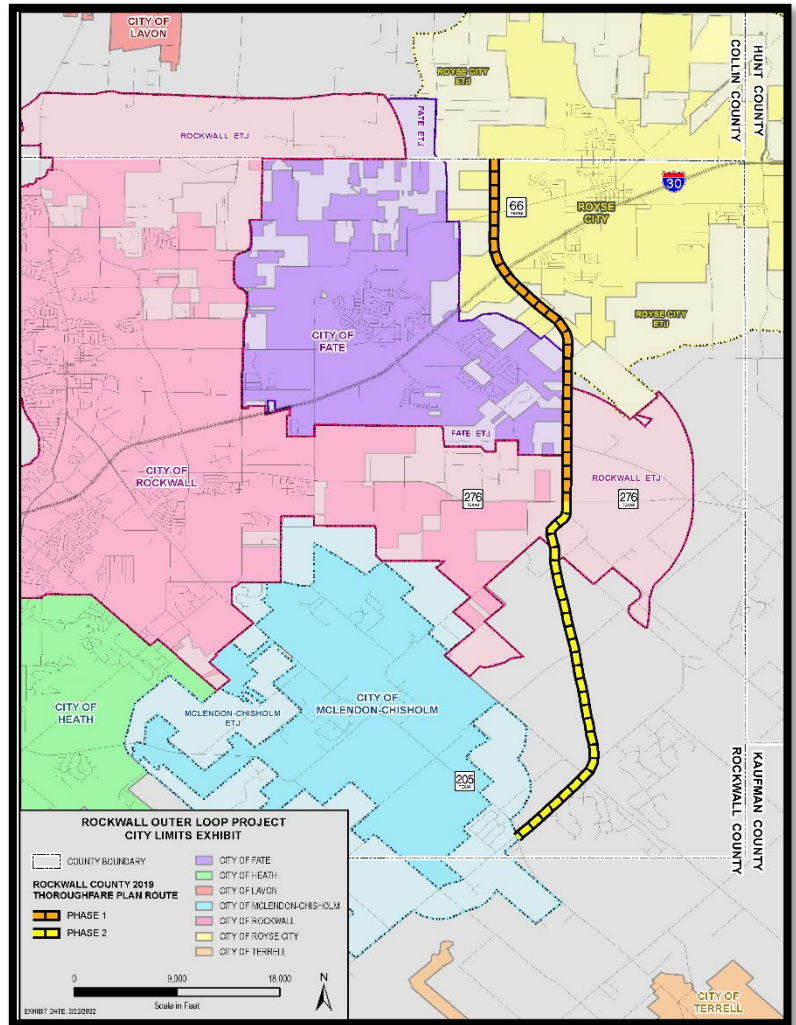 CITY OF
LAVON
ROYSE CITY
ETJ
HUNT COUNTY
COLLIN COUNTY
ROCKWALL ETJ
FATE ETJ
66
TEXAS
30
ROYSE
CITY
CITY OF
FATE
ROYSE CITY
ETJ
FATE ETJ
CITY OF
ROCKWALL
276
TEXAS
ROCKWALL ETJ
276
TEXAS
CITY OF
HEATH
MCLENDON-CHISHOLM
ETJ
CITY OF
MCLENDON-CHISHOLM
205
TEXAS
KAUFMAN COUNTY
ROCKWALL COUNTY
ROCKWALL OUTER LOOP PROJECT
CITY LIMITS EXHIBIT
COUNTY BOUNDARY
ROCKWALL COUNTY 2019
THOROUGHFARE PLAN ROUTE
PHASE 1
PHASE 2
CITY OF FATE
CITY OF HEATH
CITY OF LAVON
CITY OF MCLENDON-CHISHOLM
CITY OF ROCKWALL
CITY OF ROYSE CITY
CITY OF TERRELL
0 9,000 18,000
Scale in Feet
N
EXHIBIT DATE: 3/22/2022
CITY OF
TERRELL